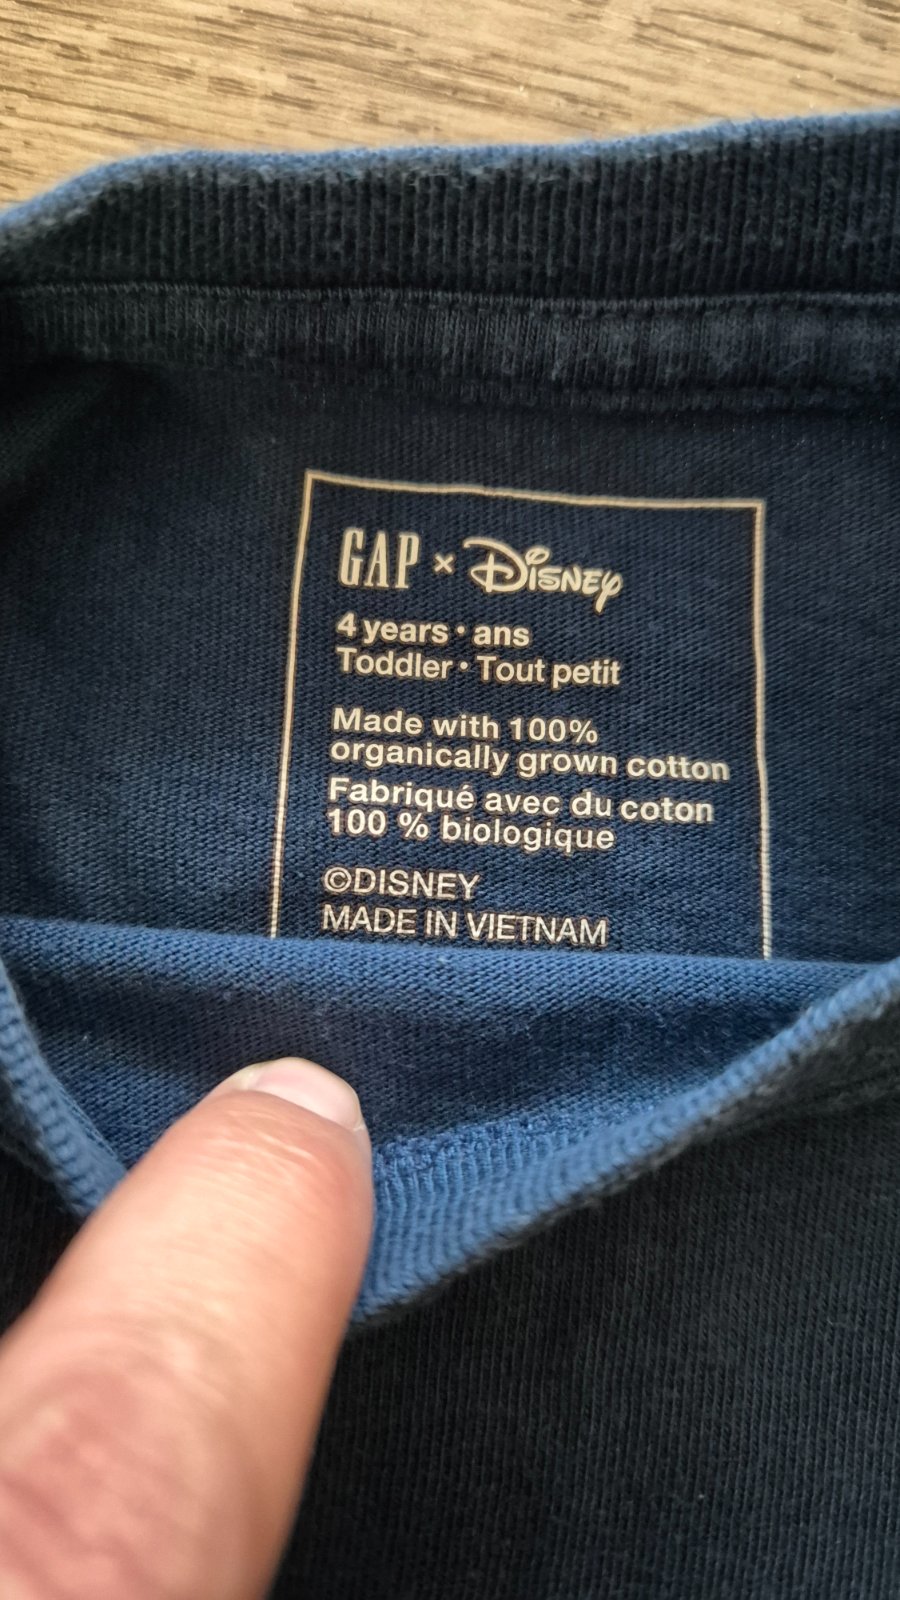 GAP × Disney
4 years • ans
Toddler • Tout petit
Made with 100%
organically grown cotton
Fabriqué avec du coton
100 % biologique
©DISNEY
MADE IN VIETNAM